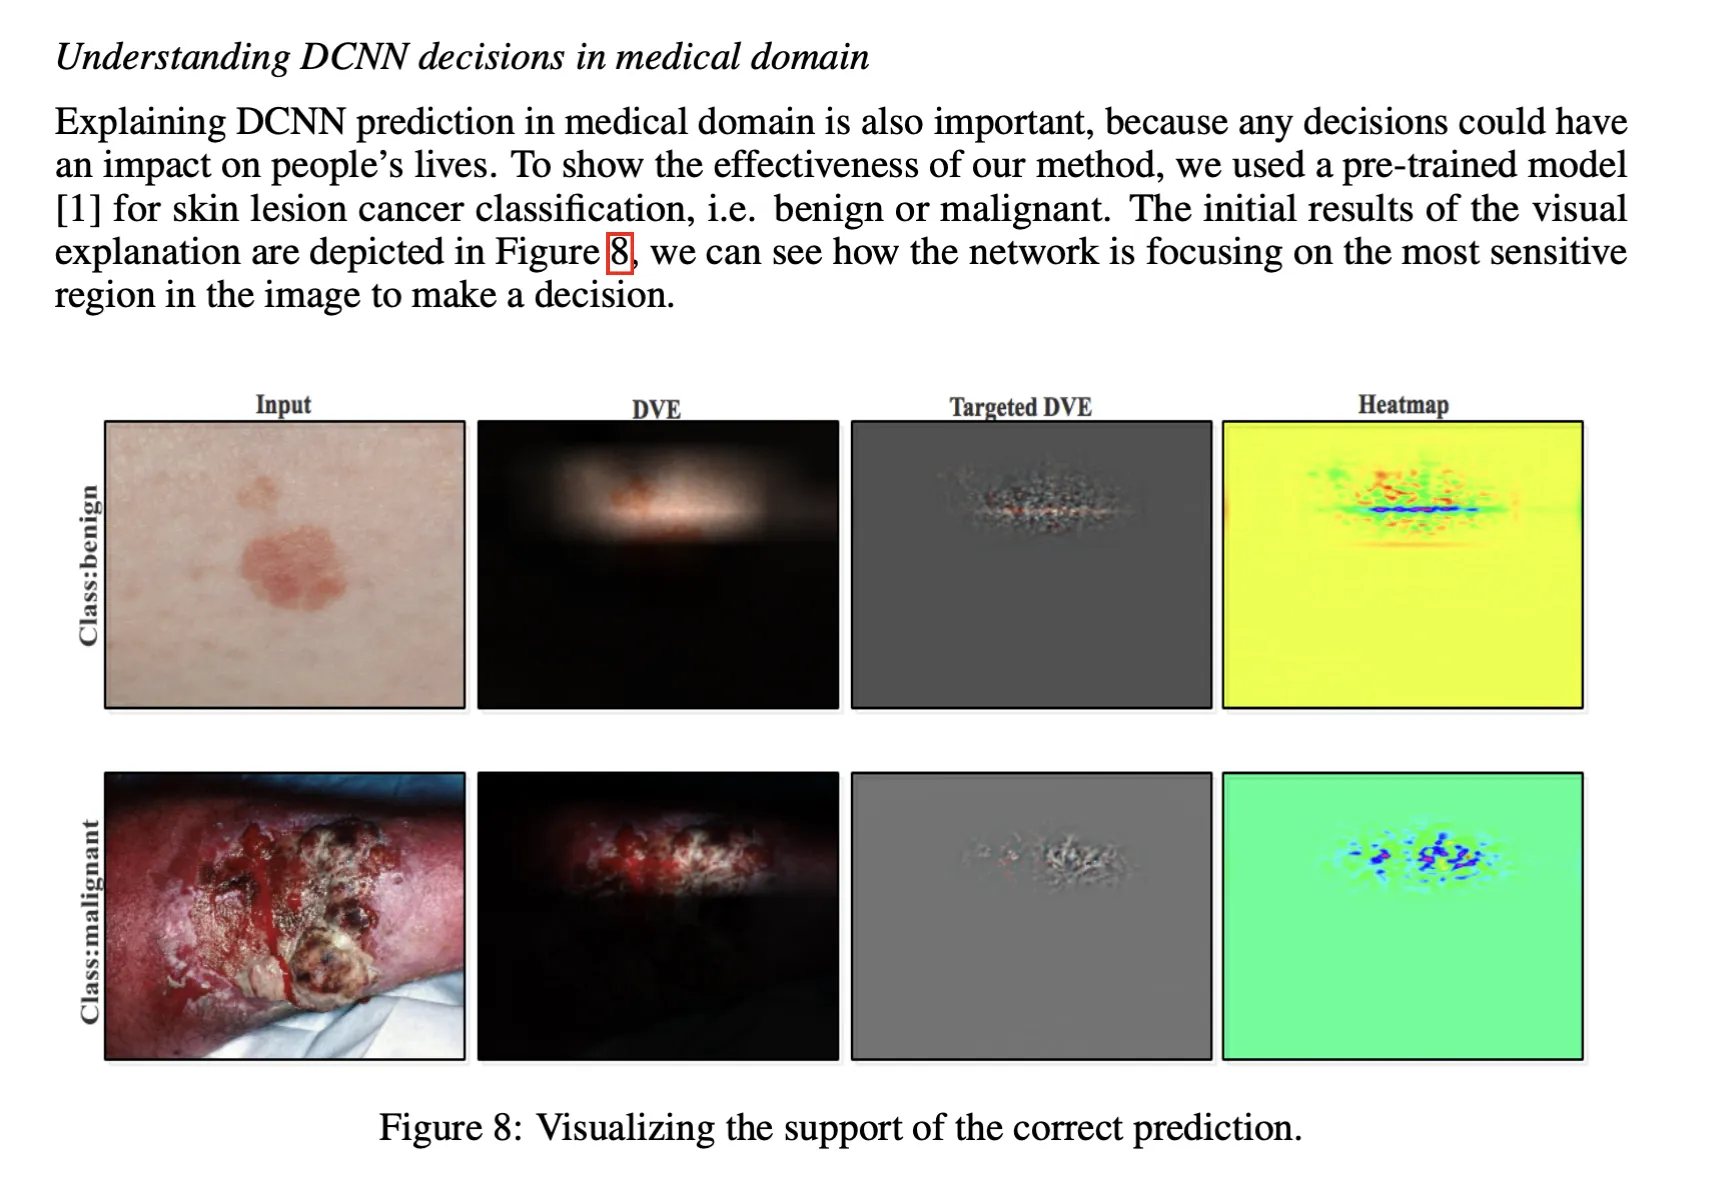 Understanding DCNN decisions in medical domain
Explaining DCNN prediction in medical domain is also important, because any decisions could have
an impact on people’s lives. To show the effectiveness of our method, we used a pre-trained model
[1] for skin lesion cancer classification, i.e. benign or malignant. The initial results of the visual
explanation are depicted in Figure 8, we can see how the network is focusing on the most sensitive
region in the image to make a decision.
Input
DVE
Targeted DVE
Heatmap
Class:benign
Class:malignant
Figure 8: Visualizing the support of the correct prediction.